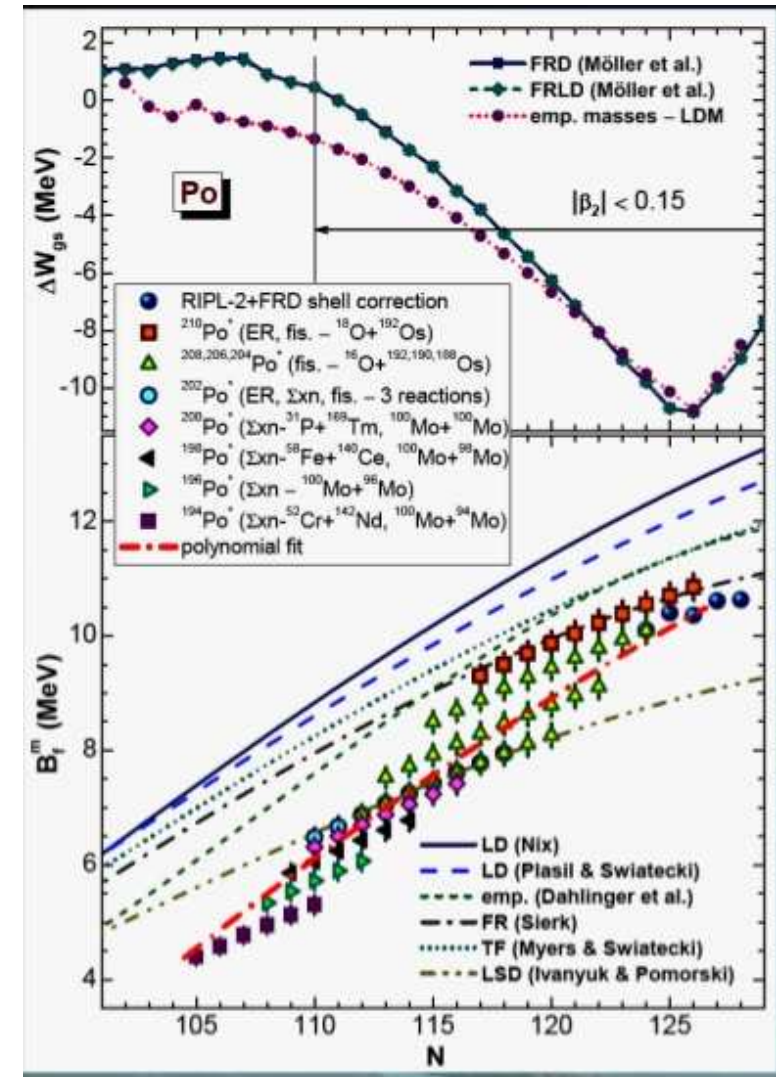 2
0
-2
-4
-6
-8
-10
ΔW_gs (MeV)
FRD (Möller et al.)
FRLD (Möller et al.)
emp. masses – LDM
Po
|β₂| < 0.15
RIPL-2+FRD shell correction
²¹⁰Po* (ER, fis. – ¹⁸O+¹⁹²Os)
²⁰⁸,²⁰⁶,²⁰⁴Po* (fis. – ¹⁶O+¹⁹²,¹⁹⁰,¹⁸⁸Os)
²⁰²Po* (ER, Σxn, fis. – 3 reactions)
²⁰⁰Po* (Σxn-³¹P+¹⁶⁹Tm, ¹⁰⁰Mo+¹⁰⁰Mo)
¹⁹⁸Po* (Σxn-⁵⁸Fe+¹⁴⁰Ce, ¹⁰⁰Mo+⁹⁸Mo)
¹⁹⁶Po* (Σxn – ¹⁰⁰Mo+⁹⁶Mo)
¹⁹⁴Po* (Σxn-⁵²Cr+¹⁴²Nd, ¹⁰⁰Mo+⁹⁴Mo)
polynomial fit
12
10
8
6
4
B_f^m (MeV)
LD (Nix)
LD (Plasil & Swiatecki)
emp. (Dahlinger et al.)
FR (Sierk)
TF (Myers & Swiatecki)
LSD (Ivanyuk & Pomorski)
105 110 115 120 125
N